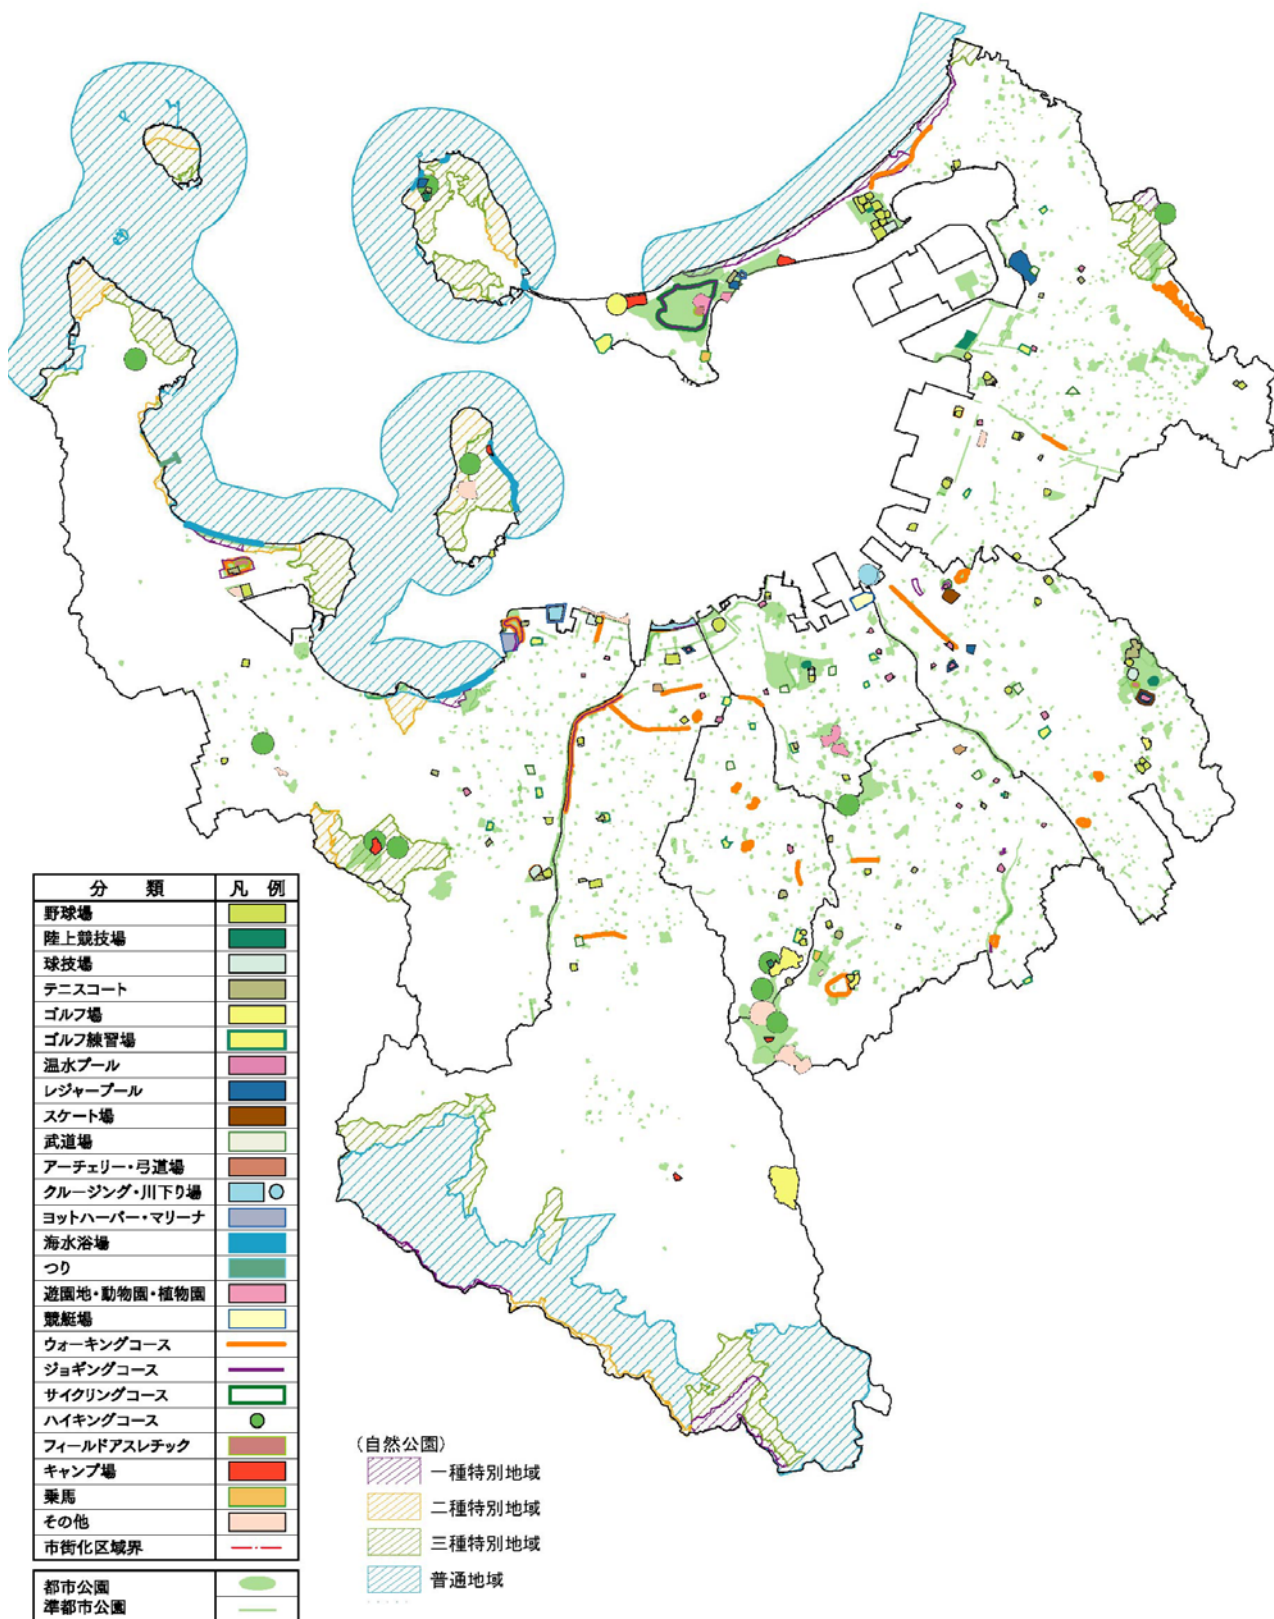 分 類 凡 例
野球場
陸上競技場
球技場
テニスコート
ゴルフ場
ゴルフ練習場
温水プール
レジャープール
スケート場
武道場
アーチェリー・弓道場
クルージング・川下り場
ヨットハーバー・マリーナ
海水浴場
つり
遊園地・動物園・植物園
競艇場
ウォーキングコース
ジョギングコース
サイクリングコース
ハイキングコース
フィールドアスレチック
キャンプ場
乗馬
その他
市街化区域界
都市公園
準都市公園
(自然公園)
一種特別地域
二種特別地域
三種特別地域
普通地域